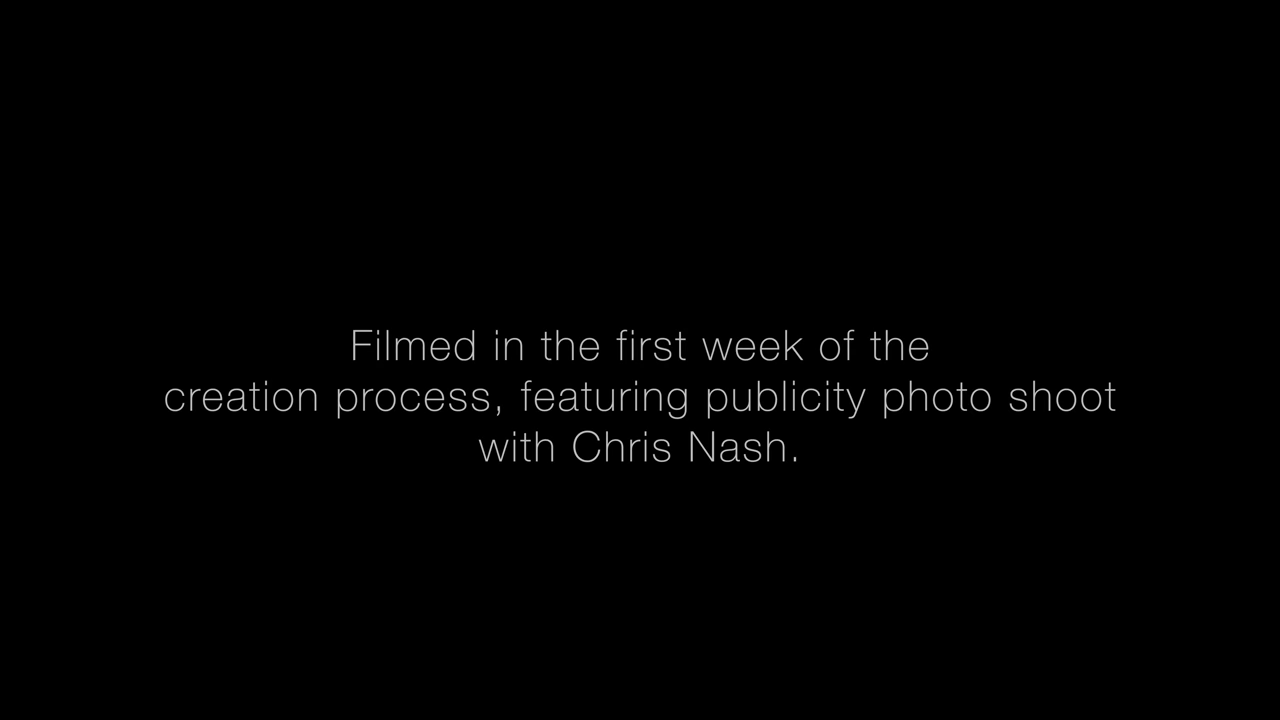 Filmed in the first week of the
creation process, featuring publicity photo shoot
with Chris Nash.